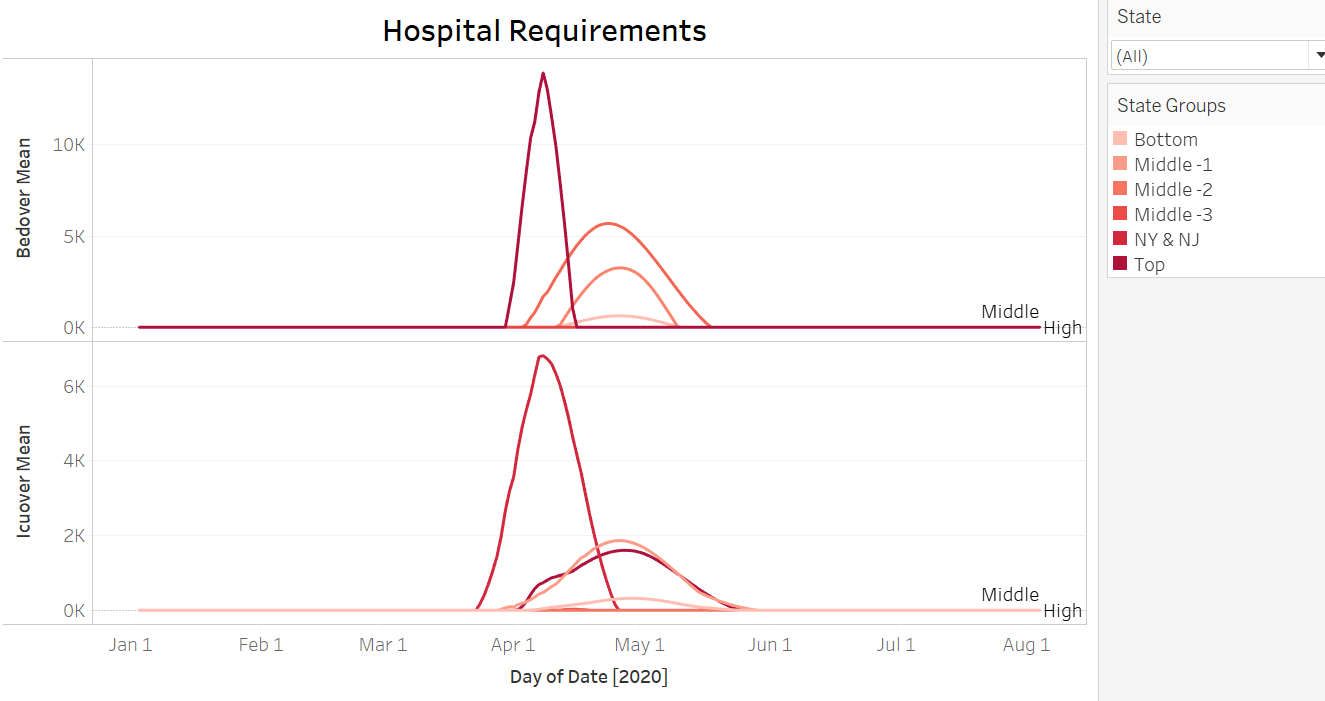 Hospital Requirements
Bedover Mean
10K
5K
0K
Middle
High
Icuover Mean
6K
4K
2K
0K
Middle
High
Jan 1 Feb 1 Mar 1 Apr 1 May 1 Jun 1 Jul 1 Aug 1
Day of Date [2020]
State
(All)
State Groups
Bottom
Middle -1
Middle -2
Middle -3
NY & NJ
Top